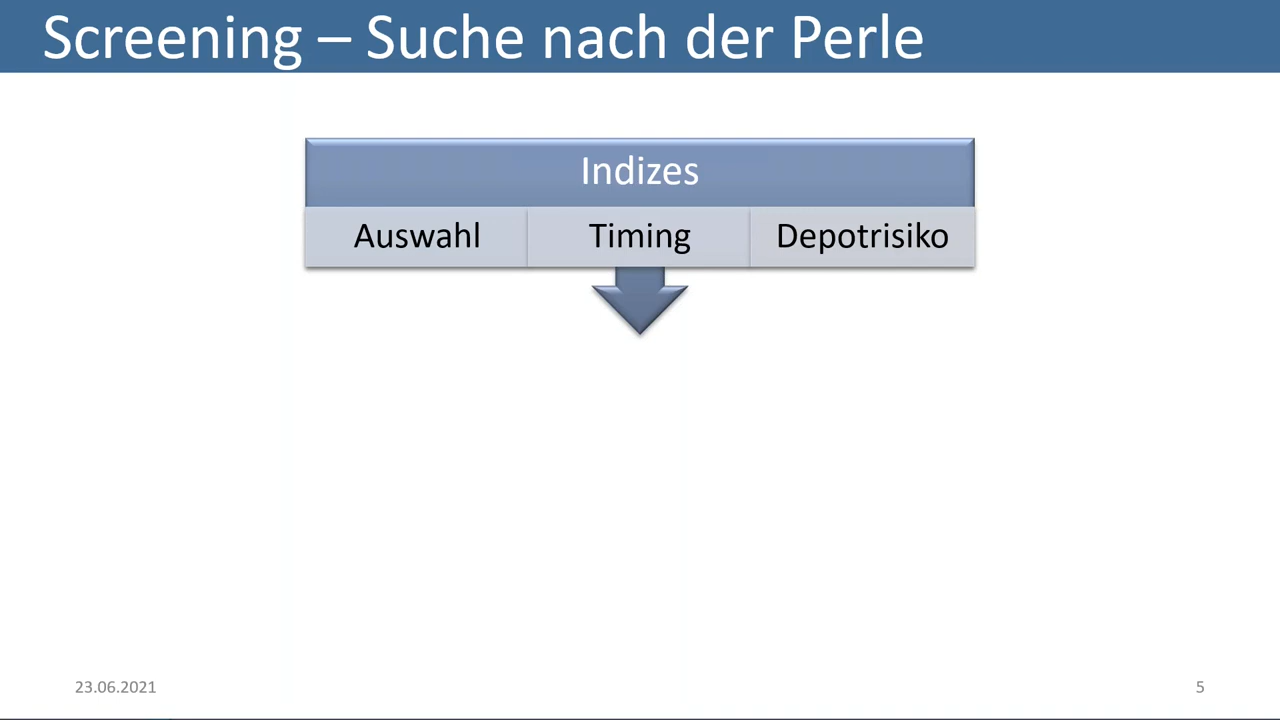 Screening – Suche nach der Perle
Indizes
Auswahl Timing Depotrisiko
23.06.2021 5